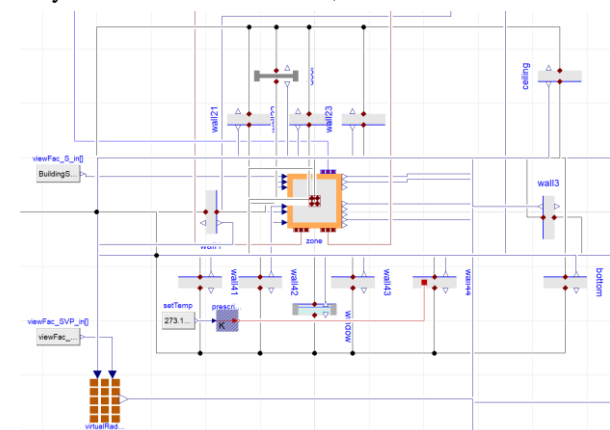 ceiling
wall21
wall23
viewFac_S_in[]
BuildingS...
wall3
zone
wall41
wall42
wall43
bottom
setTemp
prescri...
273.1...
K
window
viewFac_SVP_in[]
viewFac_...
virtualRad...